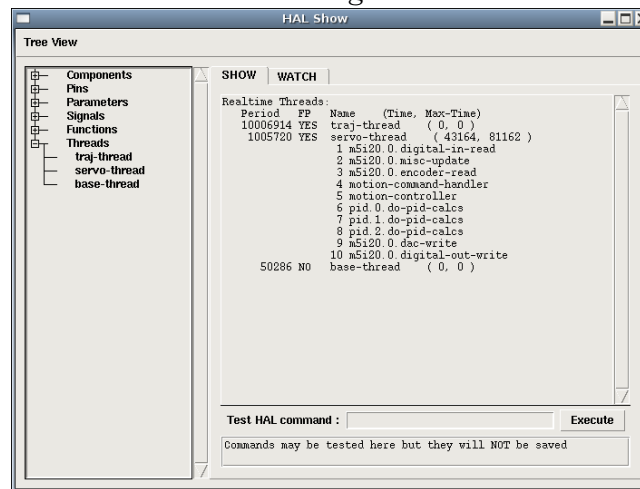 HAL Show
Tree View
Components
Pins
Parameters
Signals
Functions
Threads
traj-thread
servo-thread
base-thread
SHOW WATCH
Realtime Threads:
Period FP Name (Time, Max-Time)
10006914 YES traj-thread ( 0, 0 )
1005720 YES servo-thread ( 43164, 81162 )
1 m5i20.0.digital-in-read
2 m5i20.0.misc-update
3 m5i20.0.encoder-read
4 motion-command-handler
5 motion-controller
6 pid.0.do-pid-calcs
7 pid.1.do-pid-calcs
8 pid.2.do-pid-calcs
9 m5i20.0.dac-write
10 m5i20.0.digital-out-write
50286 NO base-thread ( 0, 0 )
Test HAL command : Execute
Commands may be tested here but they will NOT be saved